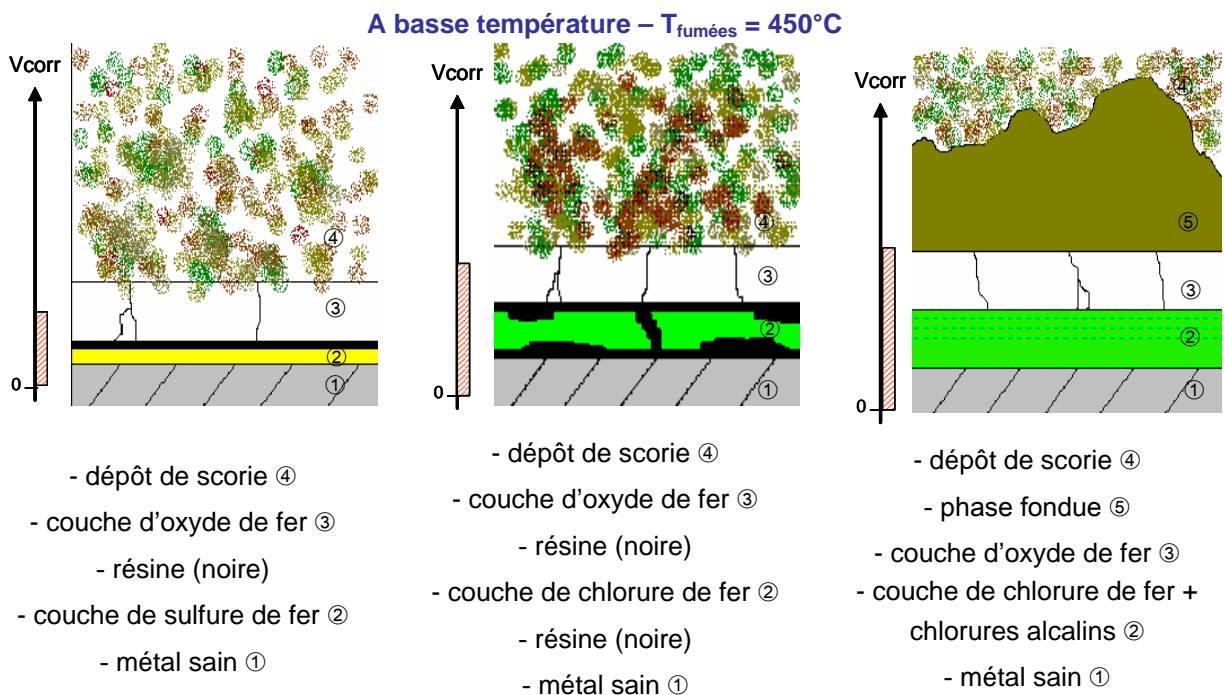 A basse température – Tfumées = 450°C
Vcorr
④
③
②
①
0
- dépôt de scorie ④
- couche d'oxyde de fer ③
- résine (noire)
- couche de sulfure de fer ②
- métal sain ①
Vcorr
④
③
②
①
0
- dépôt de scorie ④
- couche d'oxyde de fer ③
- résine (noire)
- couche de chlorure de fer ②
- résine (noire)
- métal sain ①
Vcorr
④
⑤
③
②
①
0
- dépôt de scorie ④
- phase fondue ⑤
- couche d'oxyde de fer ③
- couche de chlorure de fer +
chlorures alcalins ②
- métal sain ①